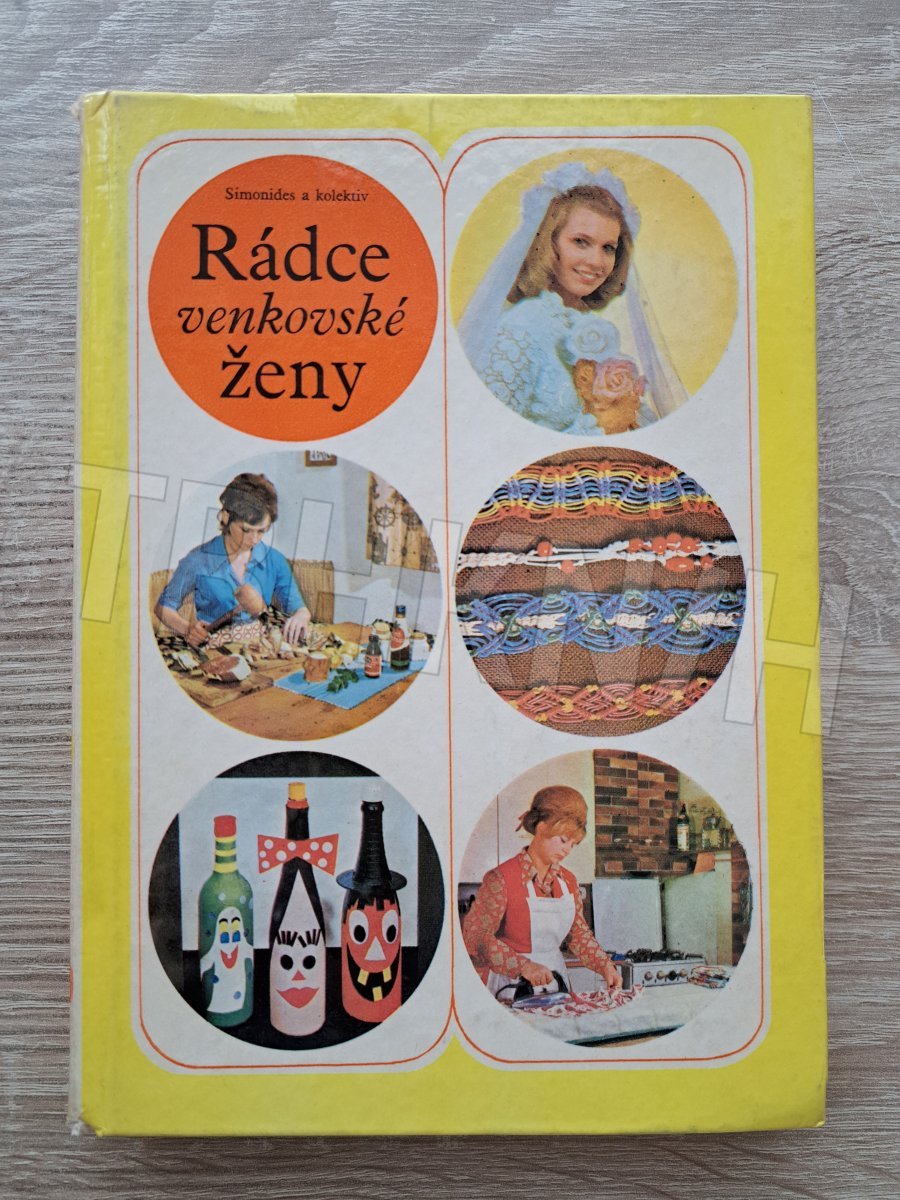 Simonides a kolektiv
Rádce
venkovské
ženy